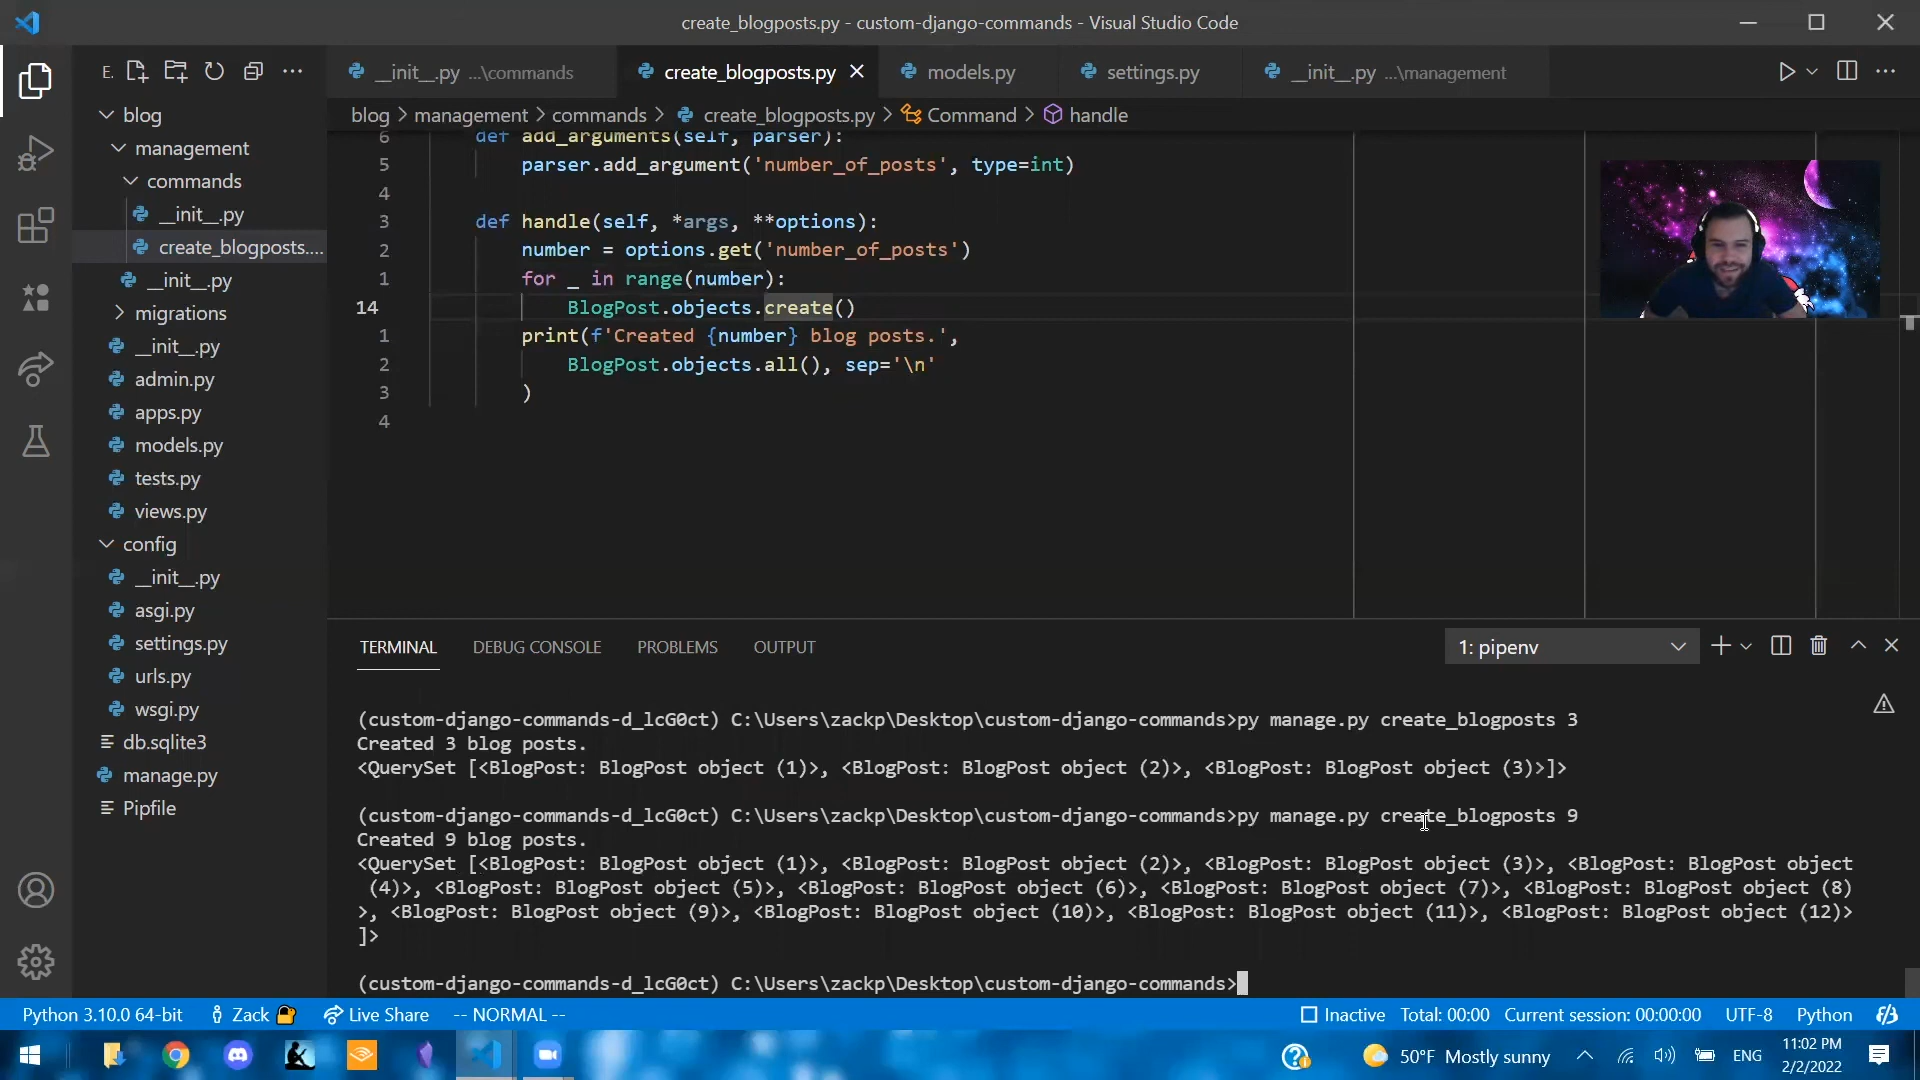 create_blogposts.py - custom-django-commands - Visual Studio Code
E.
__init__.py ...\commands
create_blogposts.py
models.py
settings.py
__init__.py ...\management
blog > management > commands > create_blogposts.py > Command > handle
blog
management
commands
__init__.py
create_blogposts....
__init__.py
migrations
__init__.py
admin.py
apps.py
models.py
tests.py
views.py
config
__init__.py
asgi.py
settings.py
urls.py
wsgi.py
db.sqlite3
manage.py
Pipfile
6 def add_arguments(self, parser):
5 parser.add_argument('number_of_posts', type=int)
4
3 def handle(self, *args, **options):
2 number = options.get('number_of_posts')
1 for _ in range(number):
14 BlogPost.objects.create()
1 print(f'Created {number} blog posts.',
2 BlogPost.objects.all(), sep='\n'
3 )
4
TERMINAL DEBUG CONSOLE PROBLEMS OUTPUT
1: pipenv
(custom-django-commands-d_lcG0ct) C:\Users\zackp\Desktop\custom-django-commands>py manage.py create_blogposts 3
Created 3 blog posts.
<QuerySet [<BlogPost: BlogPost object (1)>, <BlogPost: BlogPost object (2)>, <BlogPost: BlogPost object (3)>]>
(custom-django-commands-d_lcG0ct) C:\Users\zackp\Desktop\custom-django-commands>py manage.py create_blogposts 9
Created 9 blog posts.
<QuerySet [<BlogPost: BlogPost object (1)>, <BlogPost: BlogPost object (2)>, <BlogPost: BlogPost object (3)>, <BlogPost: BlogPost object
(4)>, <BlogPost: BlogPost object (5)>, <BlogPost: BlogPost object (6)>, <BlogPost: BlogPost object (7)>, <BlogPost: BlogPost object (8)
>, <BlogPost: BlogPost object (9)>, <BlogPost: BlogPost object (10)>, <BlogPost: BlogPost object (11)>, <BlogPost: BlogPost object (12)>
]>
(custom-django-commands-d_lcG0ct) C:\Users\zackp\Desktop\custom-django-commands>
Python 3.10.0 64-bit Zack Live Share -- NORMAL -- Inactive Total: 00:00 Current session: 00:00:00 UTF-8 Python
50°F Mostly sunny ENG
11:02 PM
2/2/2022